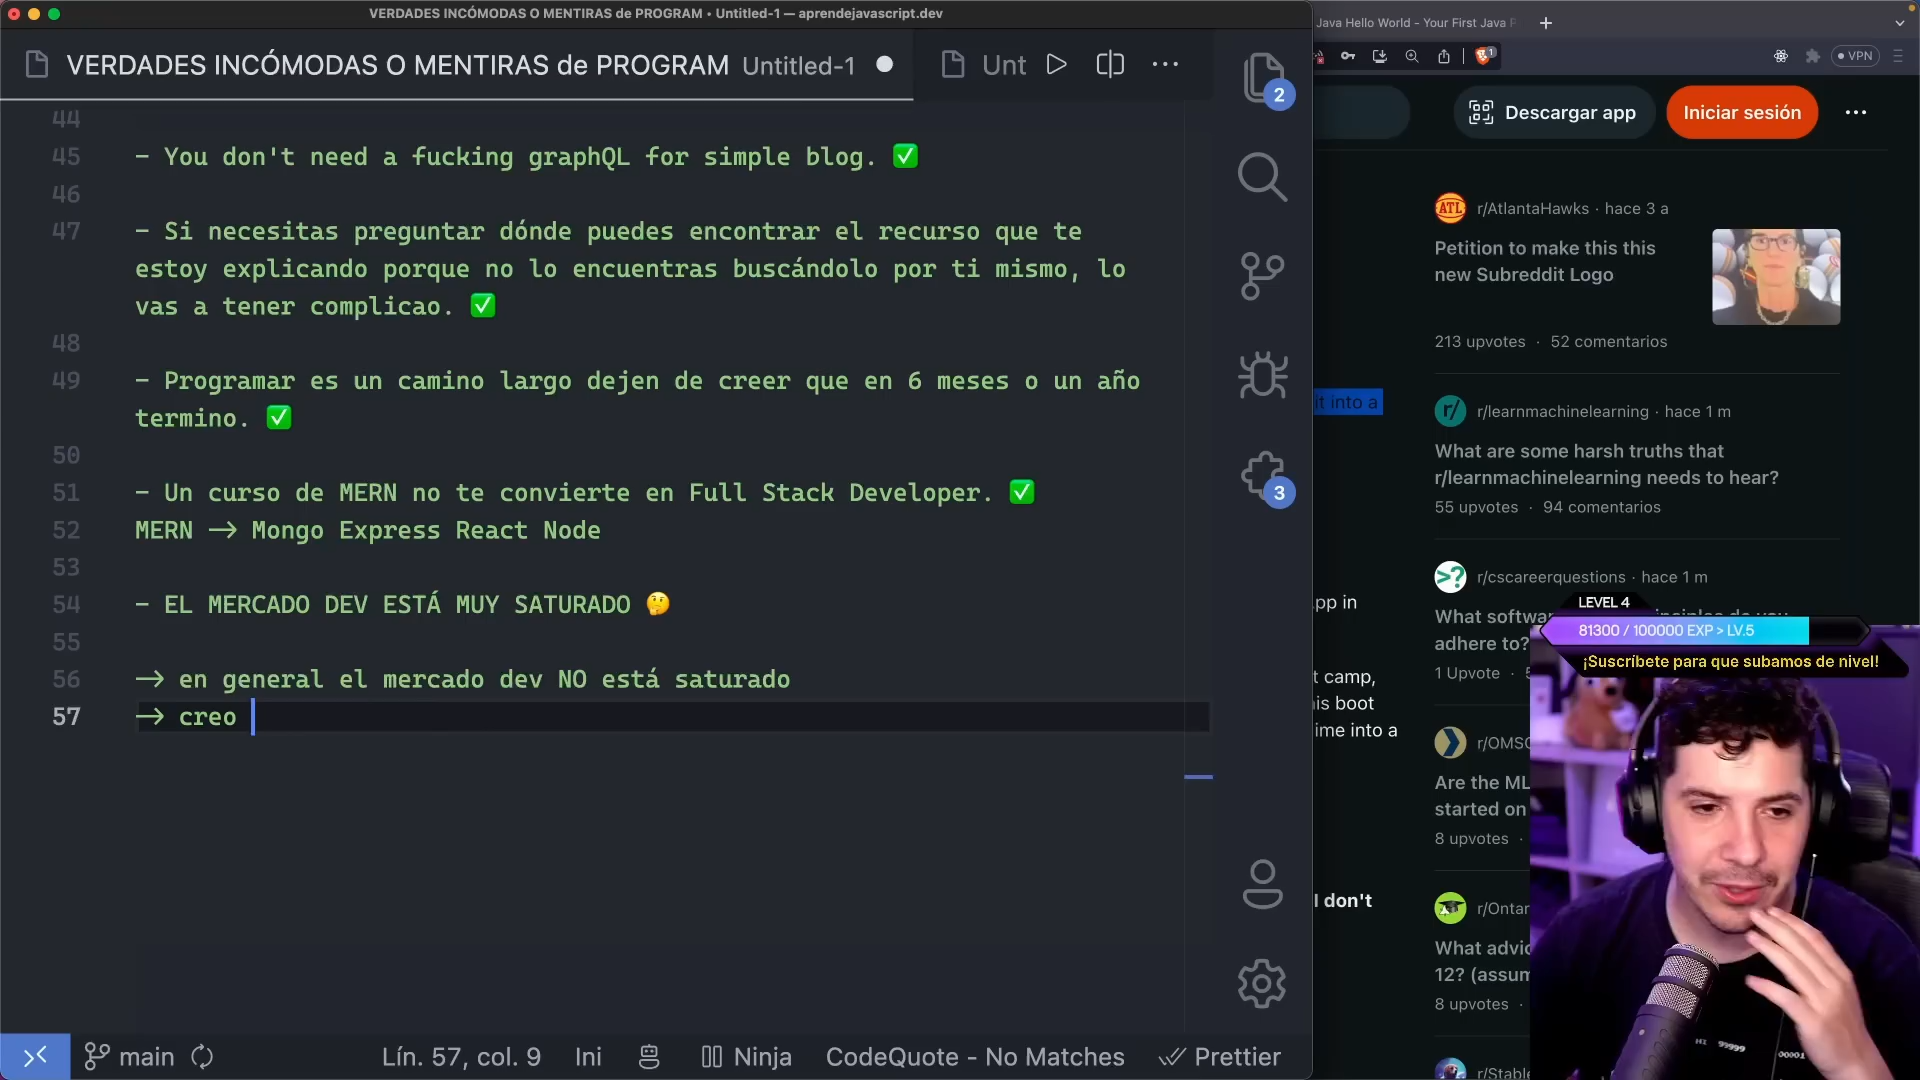 VERDADES INCÓMODAS O MENTIRAS de PROGRAM • Untitled-1 — aprendejavascript.dev
VERDADES INCÓMODAS O MENTIRAS de PROGRAM Untitled-1
Unt
44
45 - You don't need a fucking graphQL for simple blog. ✅
46
47 - Si necesitas preguntar dónde puedes encontrar el recurso que te
estoy explicando porque no lo encuentras buscándolo por ti mismo, lo
vas a tener complicao. ✅
48
49 - Programar es un camino largo dejen de creer que en 6 meses o un año
termino. ✅
50
51 - Un curso de MERN no te convierte en Full Stack Developer. ✅
52 MERN → Mongo Express React Node
53
54 - EL MERCADO DEV ESTÁ MUY SATURADO 🤔
55
56 → en general el mercado dev NO está saturado
57 → creo
2
3
main
Lín. 57, col. 9
Ini
Ninja
CodeQuote - No Matches
Prettier
Java Hello World - Your First Java
1
VPN
Descargar app
Iniciar sesión
it into a
pp in
t camp,
is boot
ime into a
I don't
ATL
r/AtlantaHawks · hace 3 a
Petition to make this this
new Subreddit Logo
213 upvotes · 52 comentarios
r/
r/learnmachinelearning · hace 1 m
What are some harsh truths that
r/learnmachinelearning needs to hear?
55 upvotes · 94 comentarios
>?
r/cscareerquestions · hace 1 m
What softw
adhere to?
1 Upvote ·
r/OMSC
Are the ML
started on
8 upvotes ·
r/Ontar
What advic
12? (assum
8 upvotes ·
r/Stable
LEVEL 4
81300 / 100000 EXP > LV.5
¡Suscríbete para que subamos de nivel!